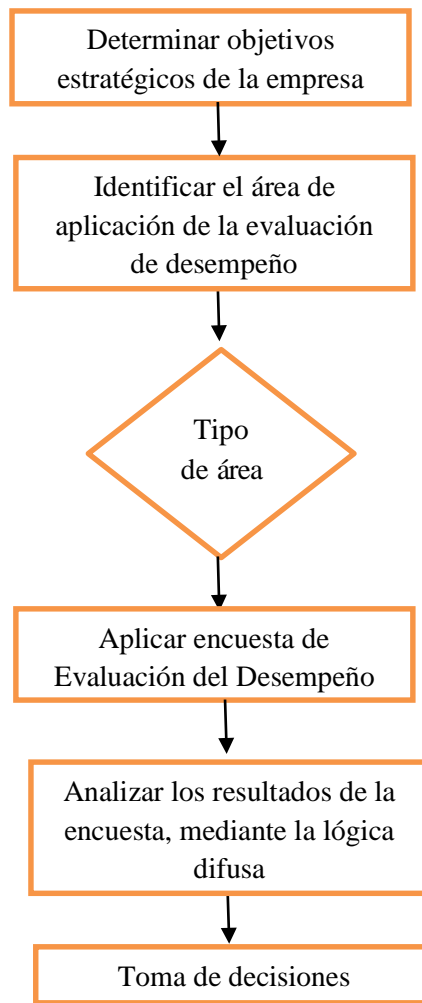 Determinar objetivos
estratégicos de la empresa
Identificar el área de
aplicación de la evaluación
de desempeño
Tipo
de área
Aplicar encuesta de
Evaluación del Desempeño
Analizar los resultados de la
encuesta, mediante la lógica
difusa
Toma de decisiones